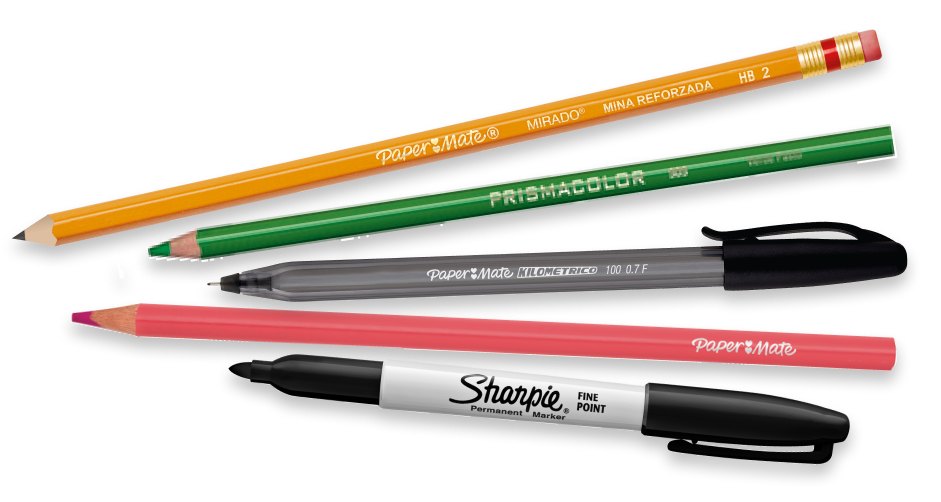 Paper Mate® MIRADO® MINA REFORZADA HB 2
PRISMACOLOR
Paper Mate KILOMETRICO 100 0.7 F
Paper Mate
Sharpie® FINE
POINT
Permanent Marker